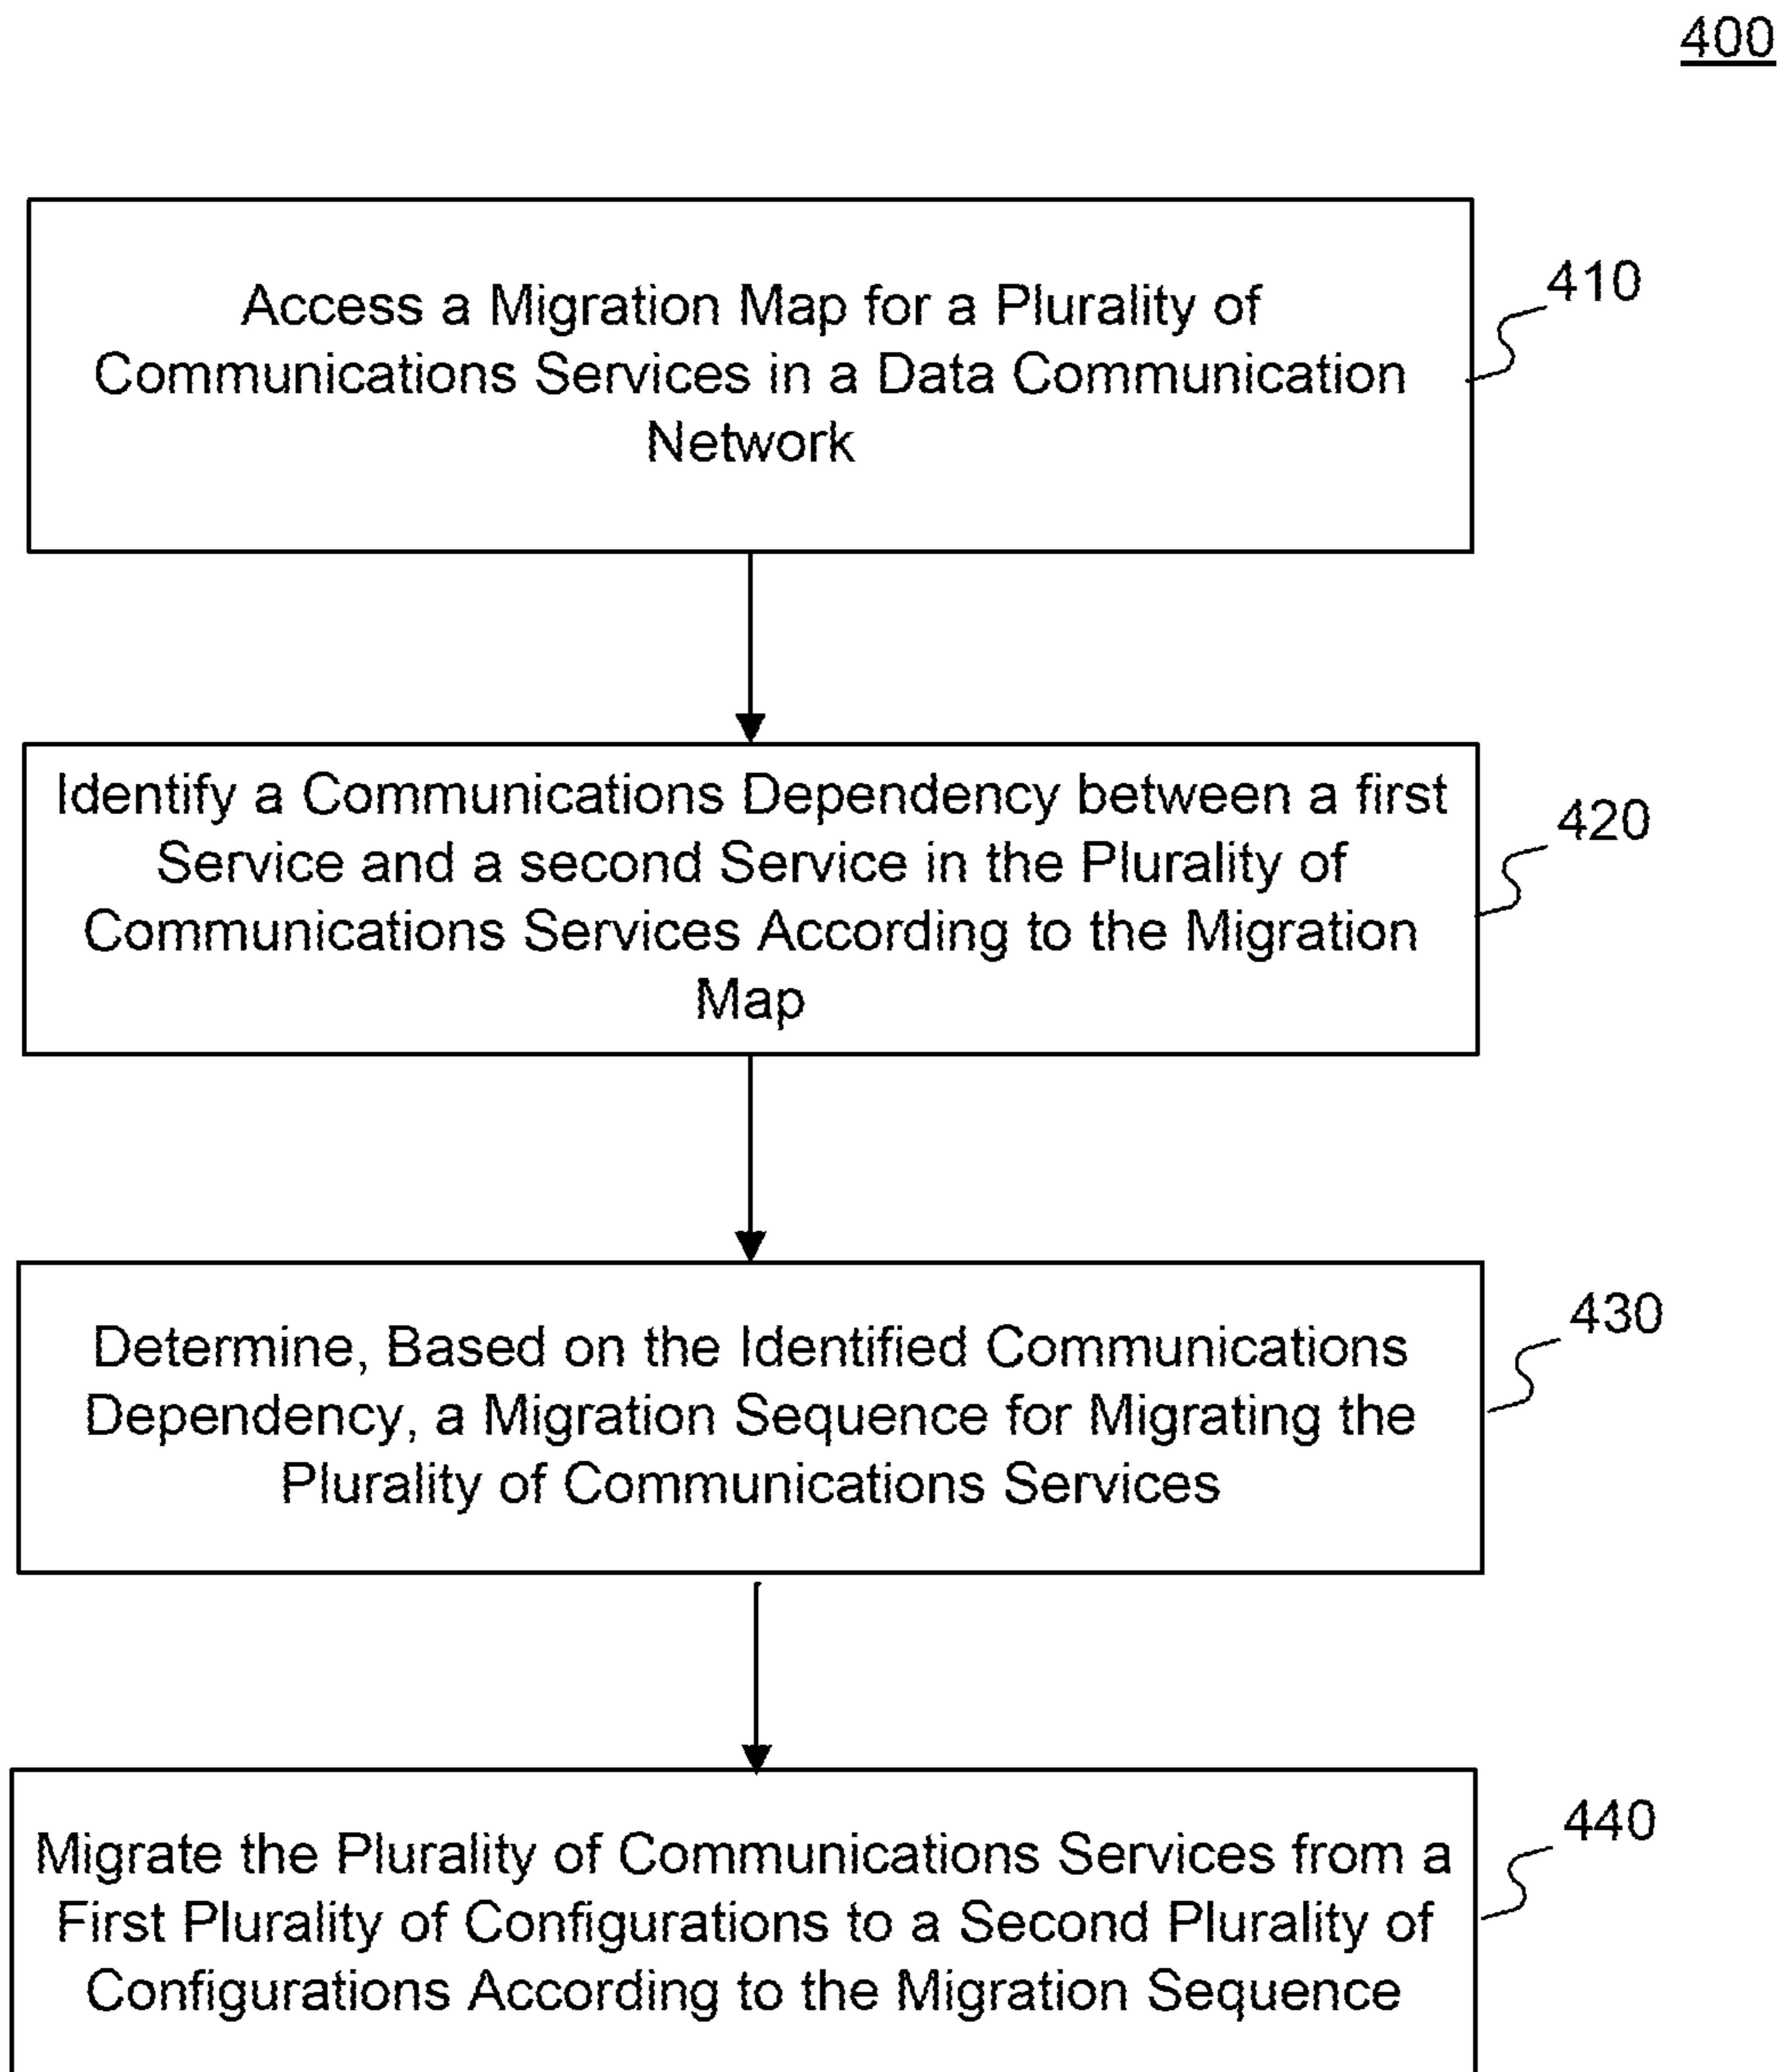 400
Access a Migration Map for a Plurality of
Communications Services in a Data Communication
Network
410
Identify a Communications Dependency between a first
Service and a second Service in the Plurality of
Communications Services According to the Migration
Map
420
Determine, Based on the Identified Communications
Dependency, a Migration Sequence for Migrating the
Plurality of Communications Services
430
Migrate the Plurality of Communications Services from a
First Plurality of Configurations to a Second Plurality of
Configurations According to the Migration Sequence
440